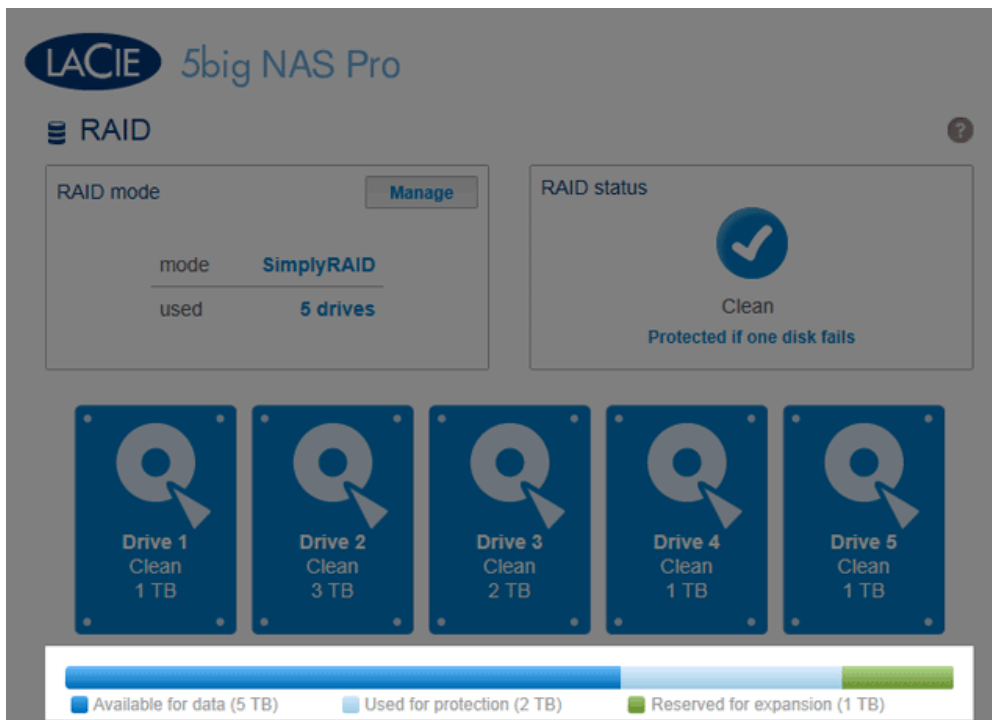 LACIE 5big NAS Pro
RAID
?
RAID mode
Manage
mode SimplyRAID
used 5 drives
RAID status
Clean
Protected if one disk fails
Drive 1
Clean
1 TB
Drive 2
Clean
3 TB
Drive 3
Clean
2 TB
Drive 4
Clean
1 TB
Drive 5
Clean
1 TB
Available for data (5 TB)
Used for protection (2 TB)
Reserved for expansion (1 TB)